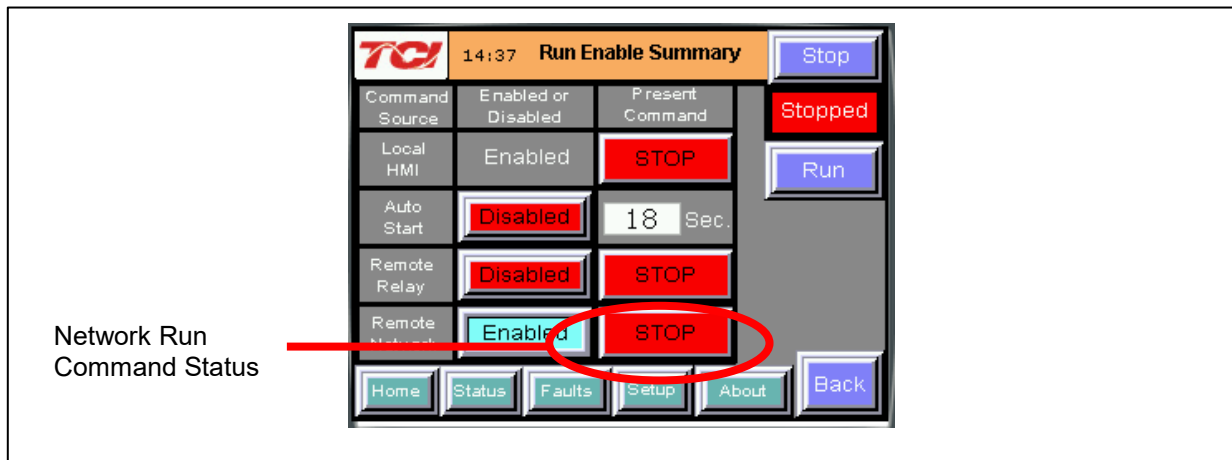 TCI 14:37 Run Enable Summary Stop
Command Source Enabled or Disabled Present Command Stopped
Local HMI Enabled STOP Run
Auto Start Disabled 18 Sec.
Remote Relay Disabled STOP
Remote Enabled STOP
Network Run
Command Status
Home Status Faults Setup About Back